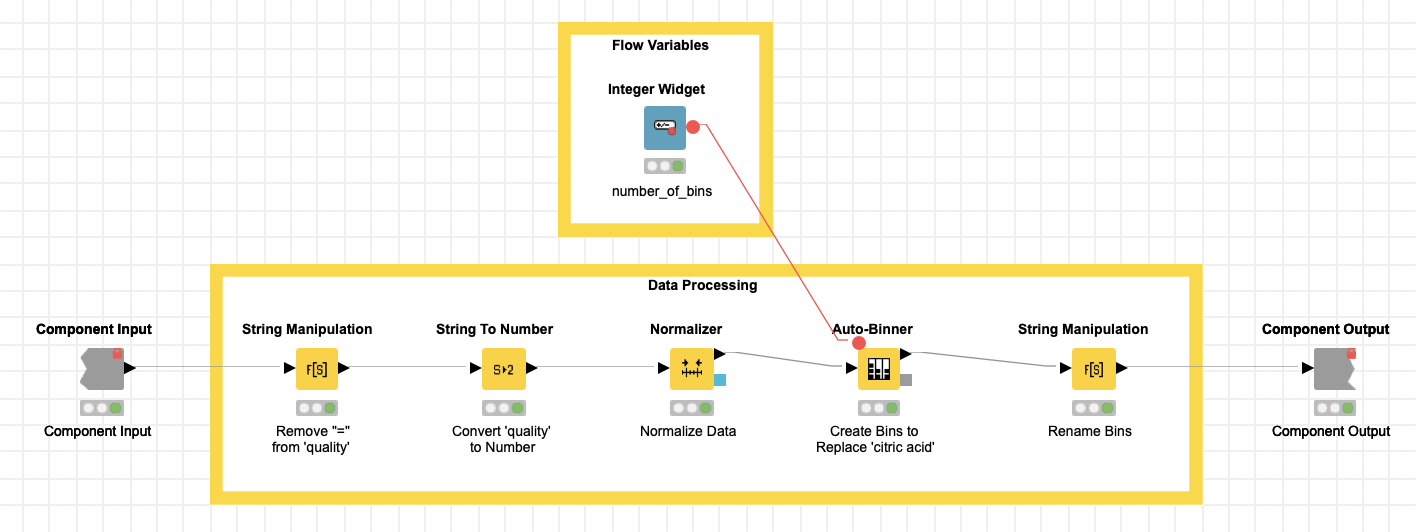 Flow Variables
Integer Widget
number_of_bins
Data Processing
Component Input
String Manipulation
String To Number
Normalizer
Auto-Binner
String Manipulation
Component Output
F[S]
S▸2
F[S]
Component Input
Remove "="
from 'quality'
Convert 'quality'
to Number
Normalize Data
Create Bins to
Replace 'citric acid'
Rename Bins
Component Output